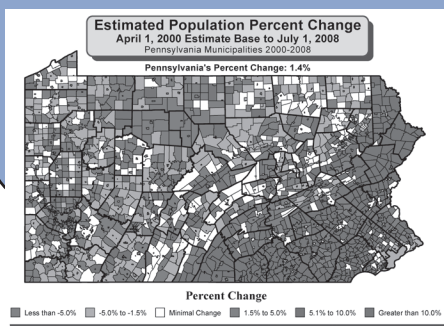 Estimated Population Percent Change
April 1, 2000 Estimate Base to July 1, 2008
Pennsylvania Municipalities 2000-2008
Pennsylvania's Percent Change: 1.4%
Percent Change
Less than -5.0% -5.0% to -1.5% Minimal Change 1.5% to 5.0% 5.1% to 10.0% Greater than 10.0%